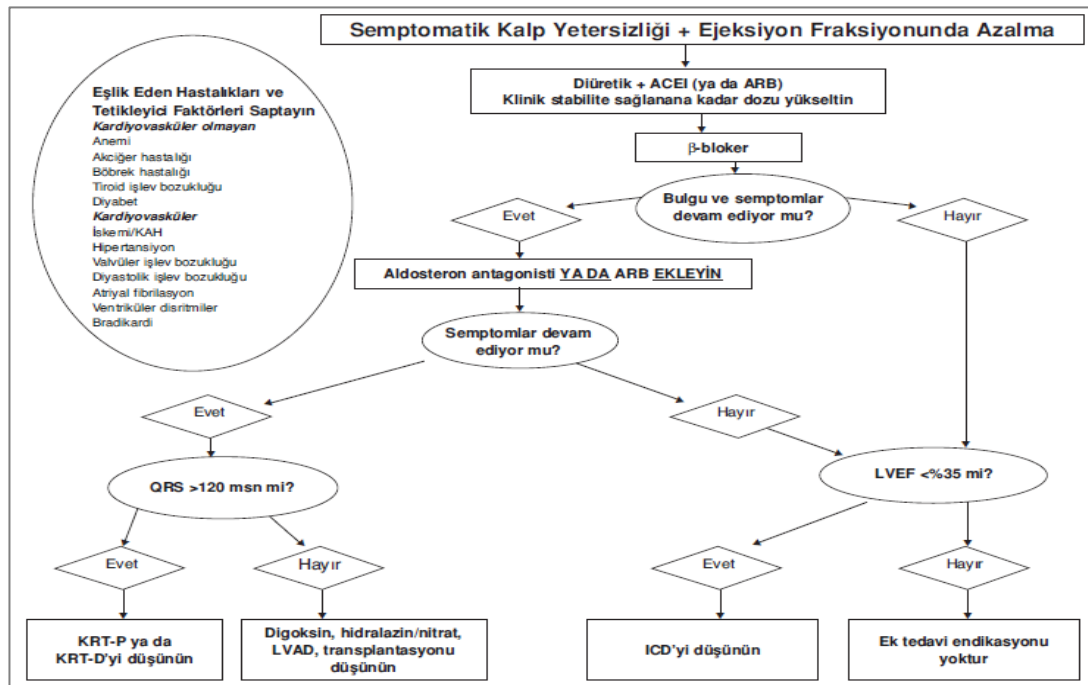 Semptomatik Kalp Yetersizliği + Ejeksiyon Fraksiyonunda Azalma
Eşlik Eden Hastalıkları ve
Tetikleyici Faktörleri Saptayın
Kardiyovasküler olmayan
Anemi
Akciğer hastalığı
Böbrek hastalığı
Tiroid işlev bozukluğu
Diyabet
Kardiyovasküler
İskemi/KAH
Hipertansiyon
Valvüler işlev bozukluğu
Diyastolik işlev bozukluğu
Atriyal fibrilasyon
Ventriküler disritmiler
Bradikardi
Diüretik + ACEI (ya da ARB)
Klinik stabilite sağlanana kadar dozu yükseltin
β-bloker
Bulgu ve semptomlar
devam ediyor mu?
Evet
Hayır
Aldosteron antagonisti YA DA ARB EKLEYİN
Semptomlar devam
ediyor mu?
Evet
Hayır
QRS >120 msn mi?
LVEF <%35 mi?
Evet
Hayır
Evet
Hayır
KRT-P ya da
KRT-D'yi düşünün
Digoksin, hidralazin/nitrat,
LVAD, transplantasyonu
düşünün
ICD'yi düşünün
Ek tedavi endikasyonu
yoktur